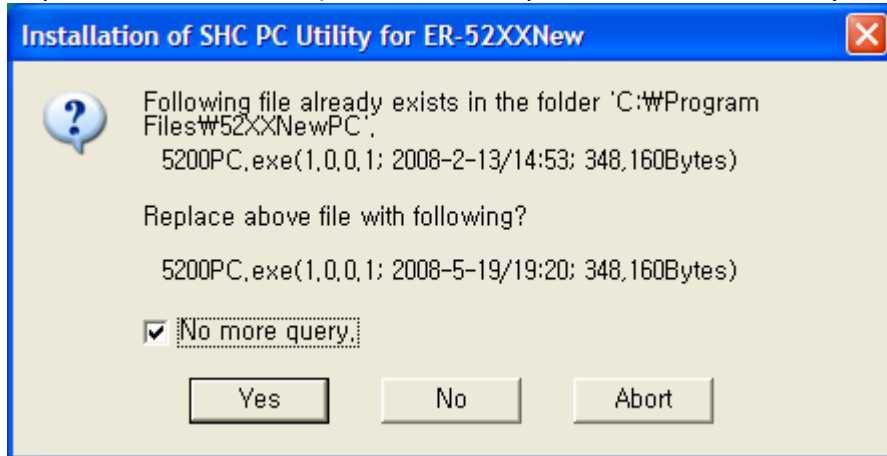 Installation of SHC PC Utility for ER-52XXNew
Following file already exists in the folder 'C:₩Program
Files₩52XXNewPC'.
5200PC.exe(1.0.0.1; 2008-2-13/14:53; 348,160Bytes)
Replace above file with following?
5200PC.exe(1.0.0.1; 2008-5-19/19:20; 348,160Bytes)
No more query.
Yes
No
Abort